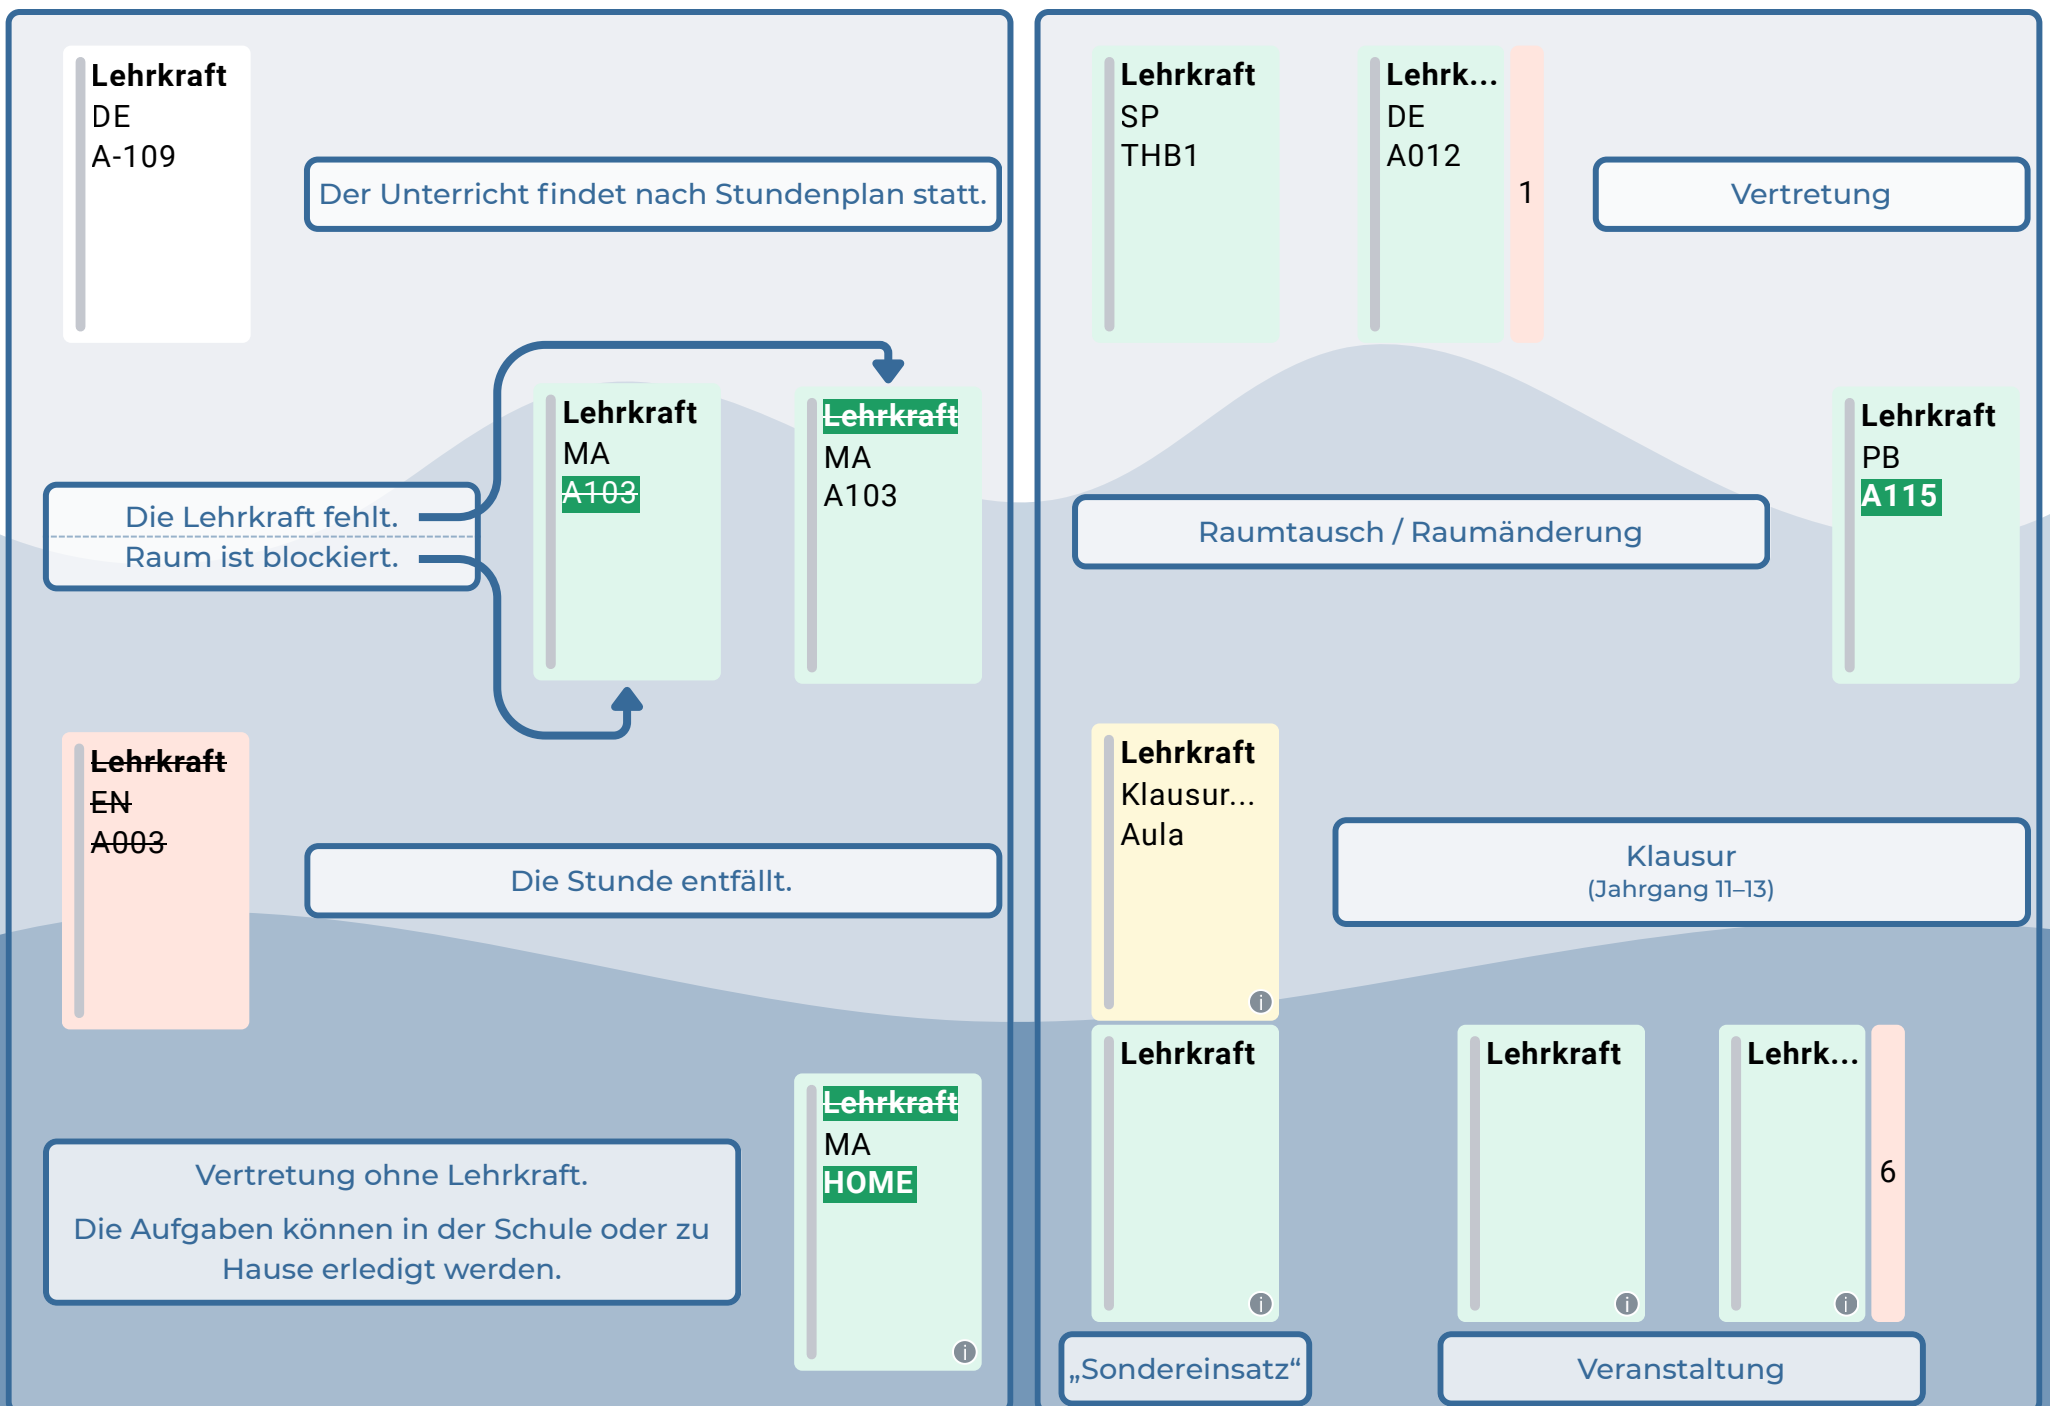 Lehrkraft
DE
A-109
Der Unterricht findet nach Stundenplan statt.
Lehrkraft
MA
A103
Lehrkraft
MA
A103
Die Lehrkraft fehlt.
Raum ist blockiert.
Lehrkraft
EN
A003
Die Stunde entfällt.
Lehrkraft
MA
HOME
i
Vertretung ohne Lehrkraft.
Die Aufgaben können in der Schule oder zu
Hause erledigt werden.
Lehrkraft
SP
THB1
Lehrk...
DE
A012
1
Vertretung
Raumtausch / Raumänderung
Lehrkraft
PB
A115
Lehrkraft
Klausur...
Aula
i
Klausur
(Jahrgang 11–13)
Lehrkraft
i
Lehrkraft
i
Lehrk...
i
6
„Sondereinsatz“
Veranstaltung